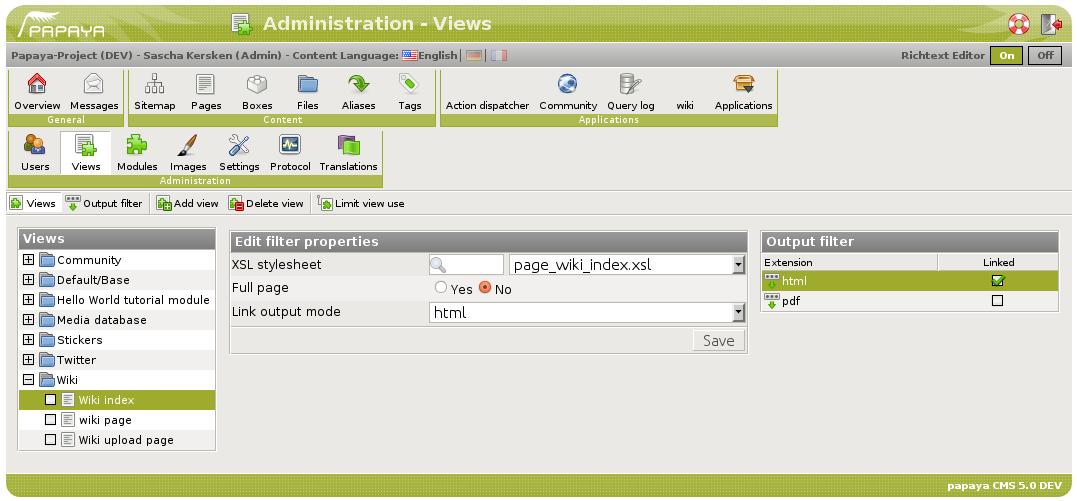 PAPAYA
Administration - Views
Papaya-Project (DEV) - Sascha Kersken (Admin) - Content Language: English | |
Richtext Editor On Off
Overview Messages Sitemap Pages Boxes Files Aliases Tags Action dispatcher Community Query log wiki Applications
General Content Applications
Users Views Modules Images Settings Protocol Translations
Administration
Views Output filter Add view Delete view Limit view use
Views
Community
Default/Base
Hello World tutorial module
Media database
Stickers
Twitter
Wiki
Wiki index
wiki page
Wiki upload page
Edit filter properties
XSL stylesheet page_wiki_index.xsl
Full page Yes No
Link output mode html
Save
Output filter
Extension Linked
html
pdf
papaya CMS 5.0 DEV